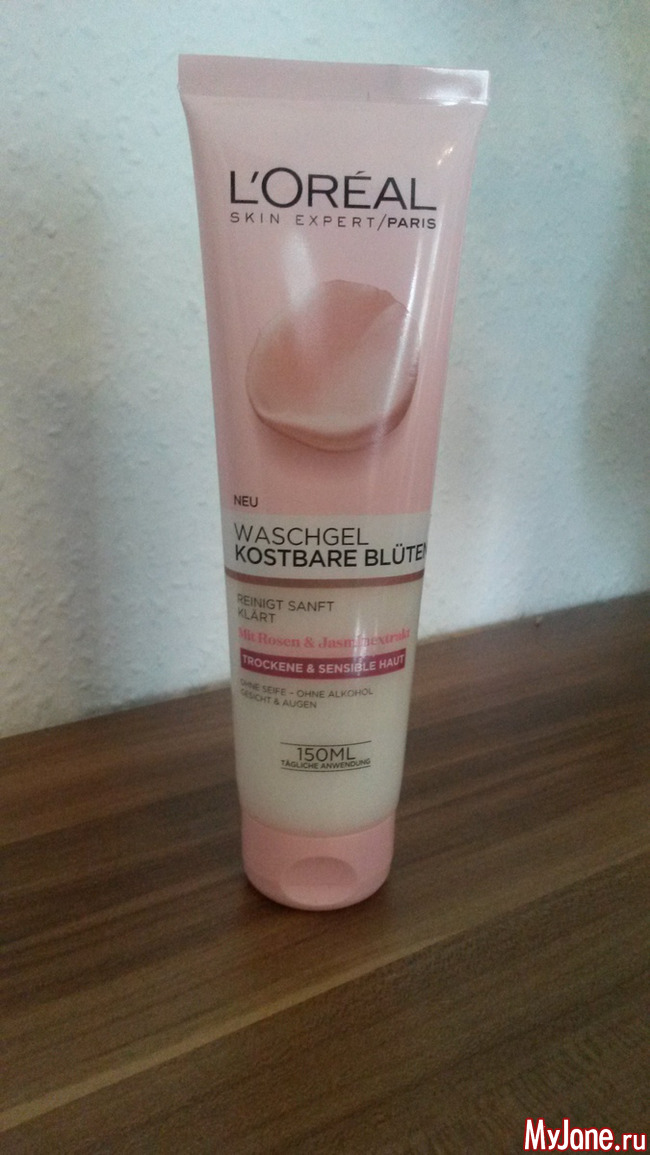 L'ORÉAL
SKIN EXPERT/PARIS
NEU
WASCHGEL
KOSTBARE BLÜTEN
REINIGT SANFT
KLÄRT
Mit Rosen & Jasminextrakt
TROCKENE & SENSIBLE HAUT
OHNE SEIFE - OHNE ALKOHOL
GESICHT & AUGEN
150ML
TÄGLICHE ANWENDUNG
MyJane.ru